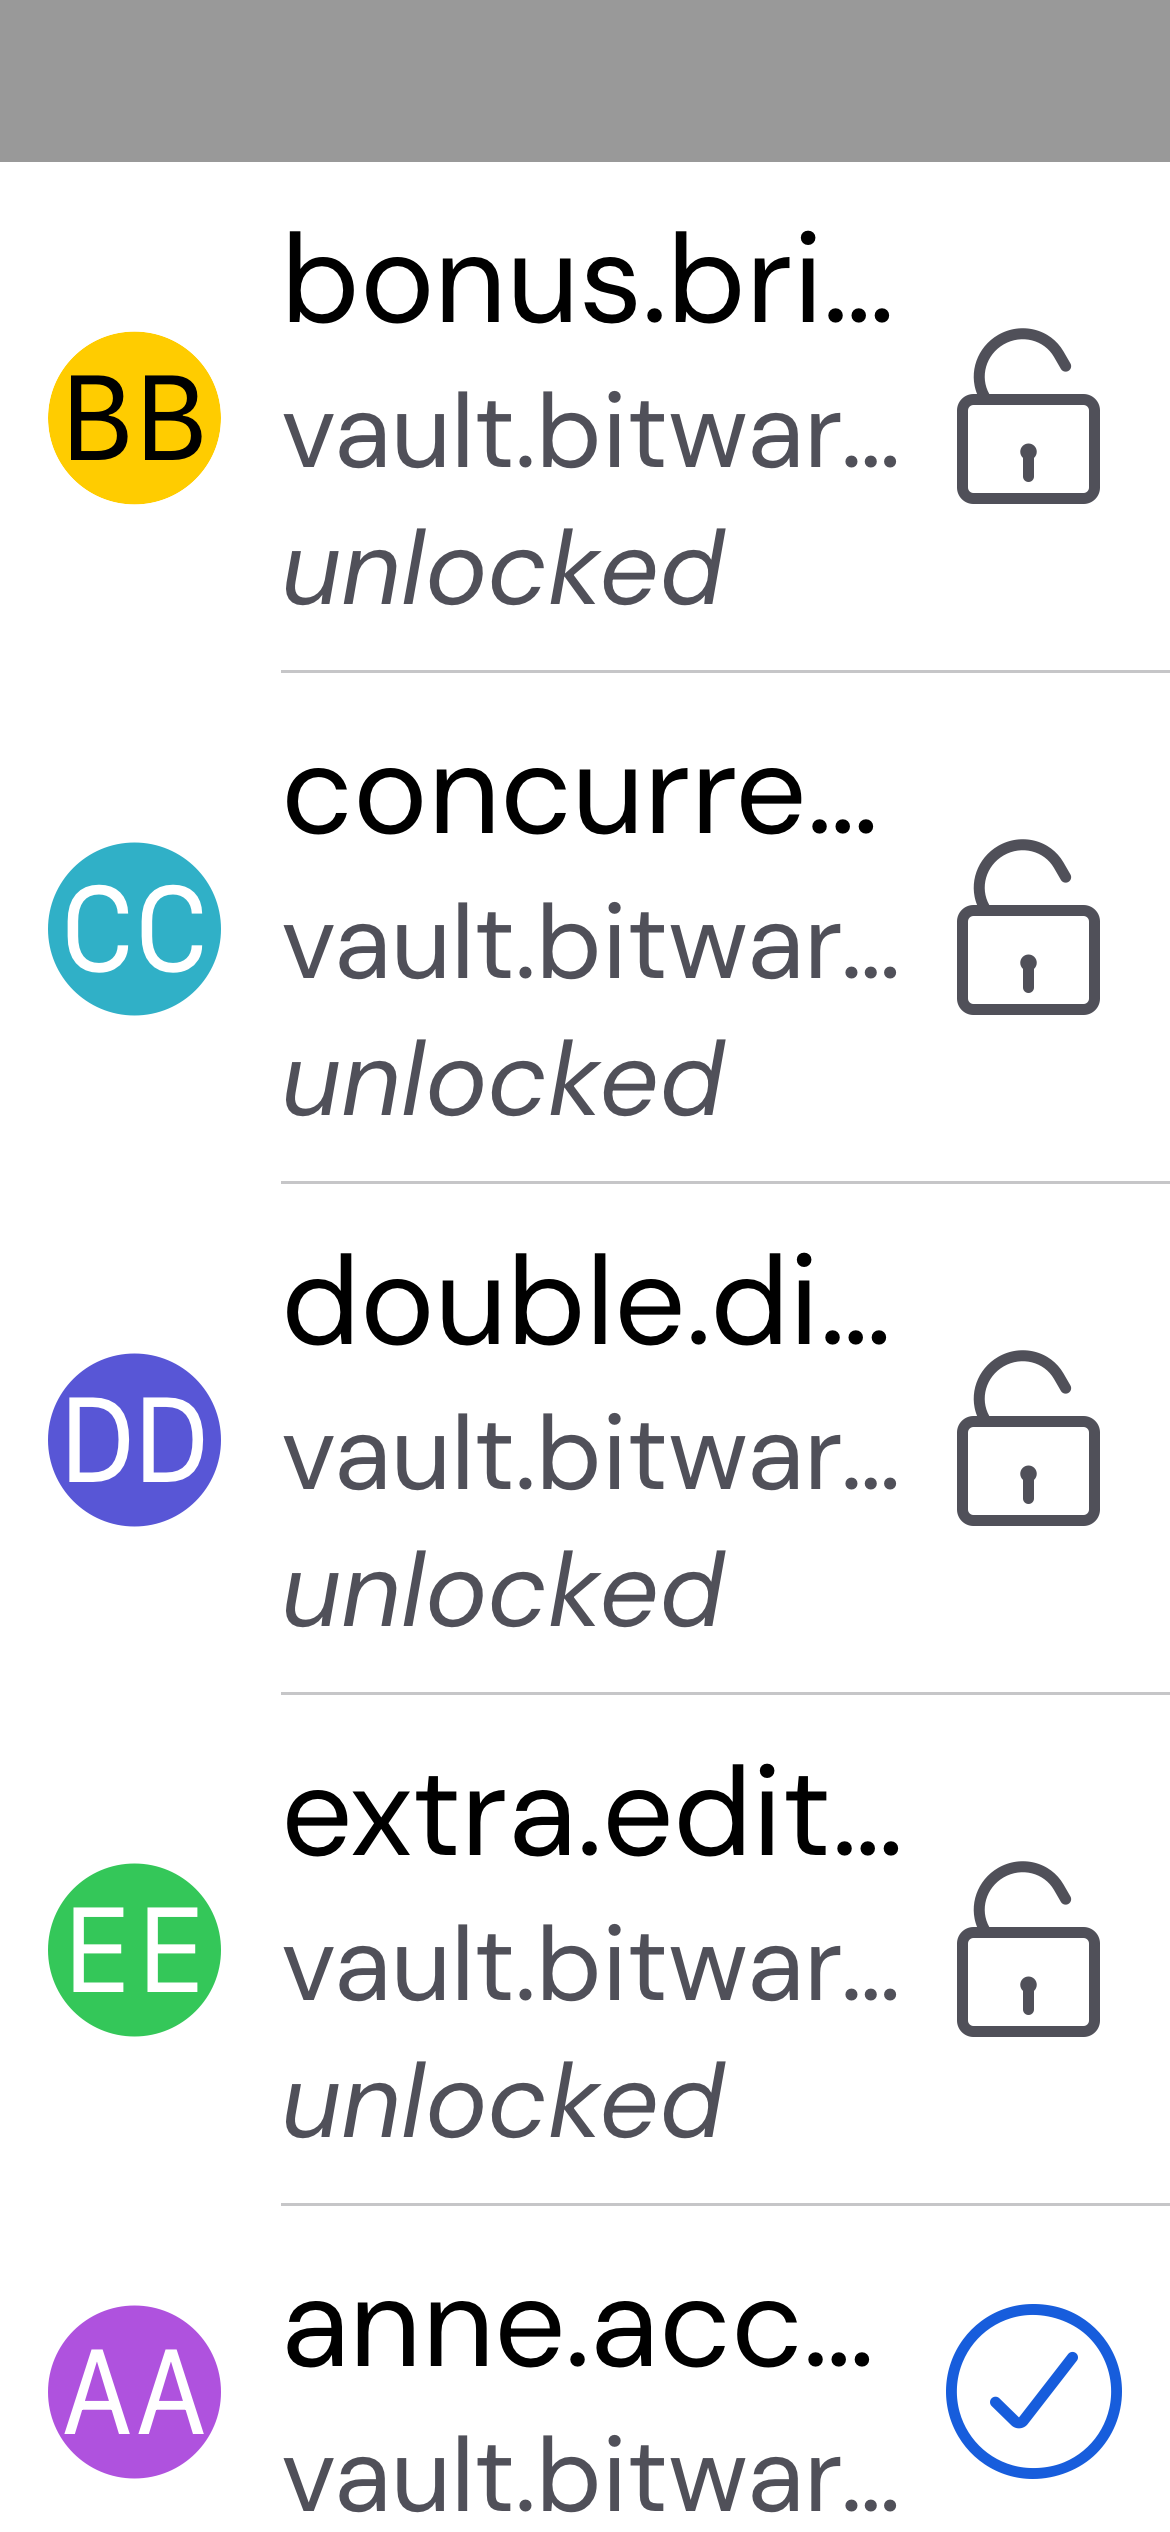 bonus.bri...
BB
vault.bitwar...
unlocked
concurre...
CC
vault.bitwar...
unlocked
double.di...
DD
vault.bitwar...
unlocked
extra.edit...
EE
vault.bitwar...
unlocked
anne.acc...
AA
vault.bitwar...